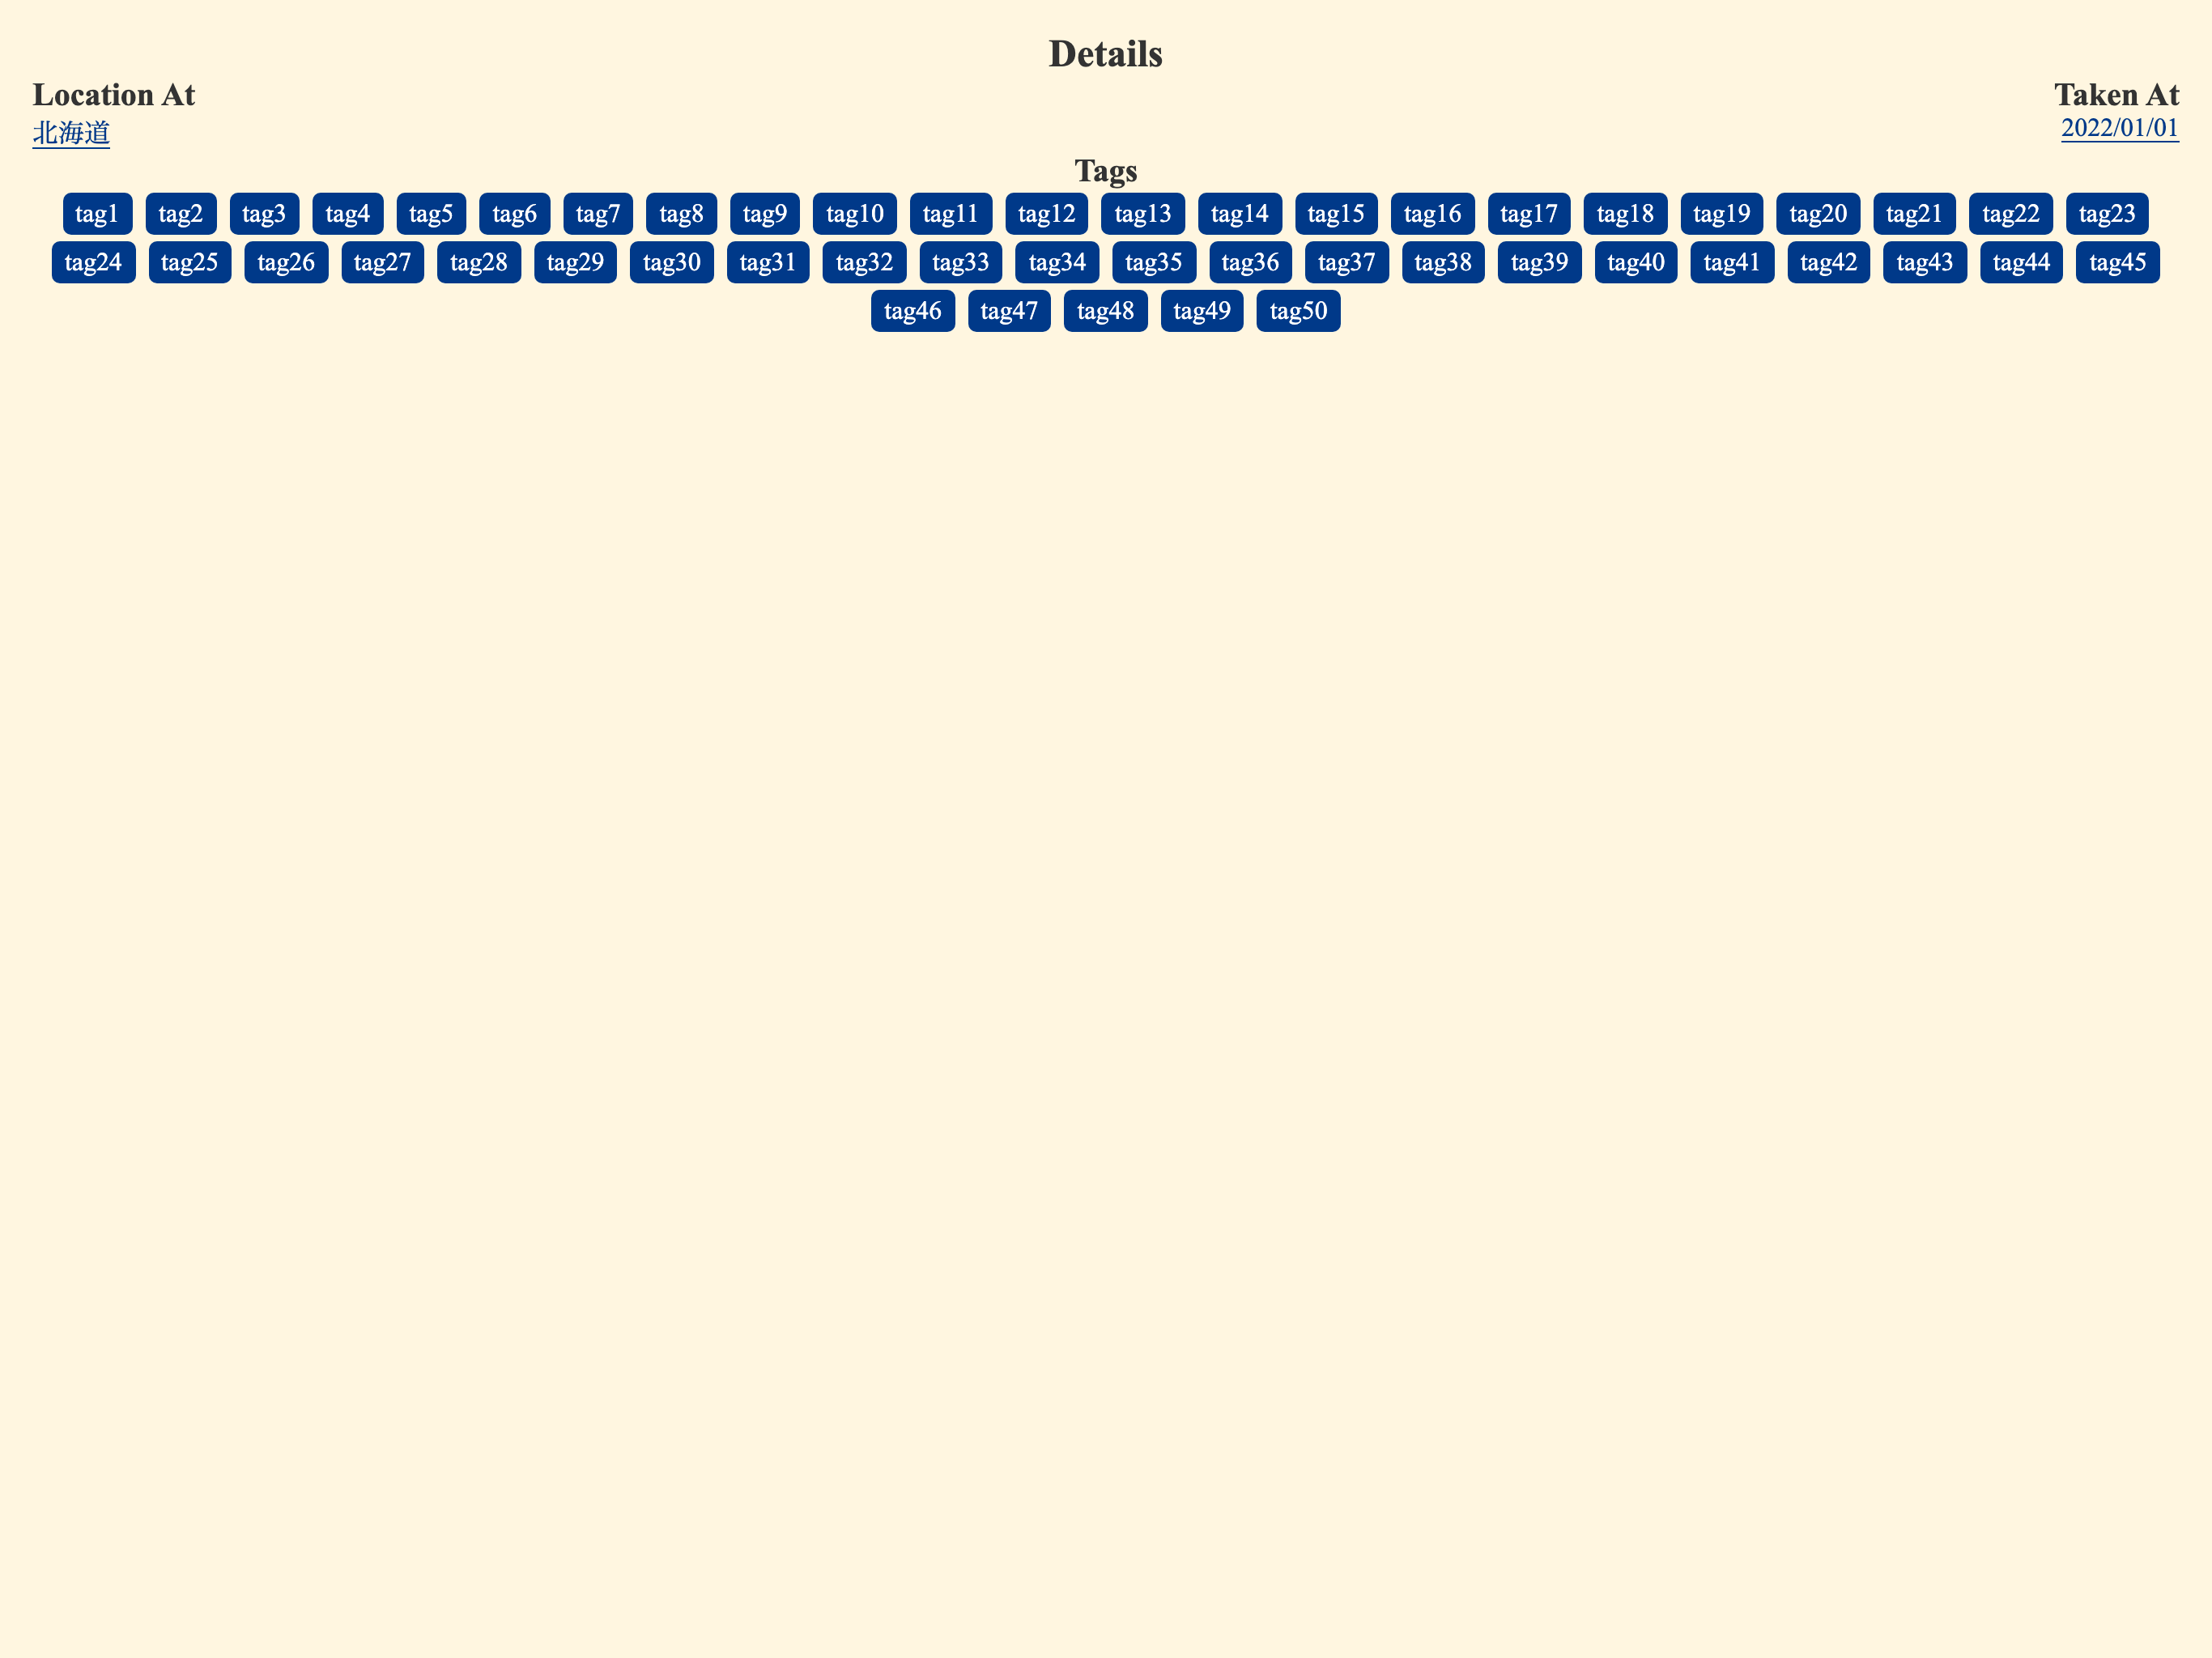 Details
Location At
北海道
Taken At
2022/01/01
Tags
tag1 tag2 tag3 tag4 tag5 tag6 tag7 tag8 tag9 tag10 tag11 tag12 tag13 tag14 tag15 tag16 tag17 tag18 tag19 tag20 tag21 tag22 tag23
tag24 tag25 tag26 tag27 tag28 tag29 tag30 tag31 tag32 tag33 tag34 tag35 tag36 tag37 tag38 tag39 tag40 tag41 tag42 tag43 tag44 tag45
tag46 tag47 tag48 tag49 tag50